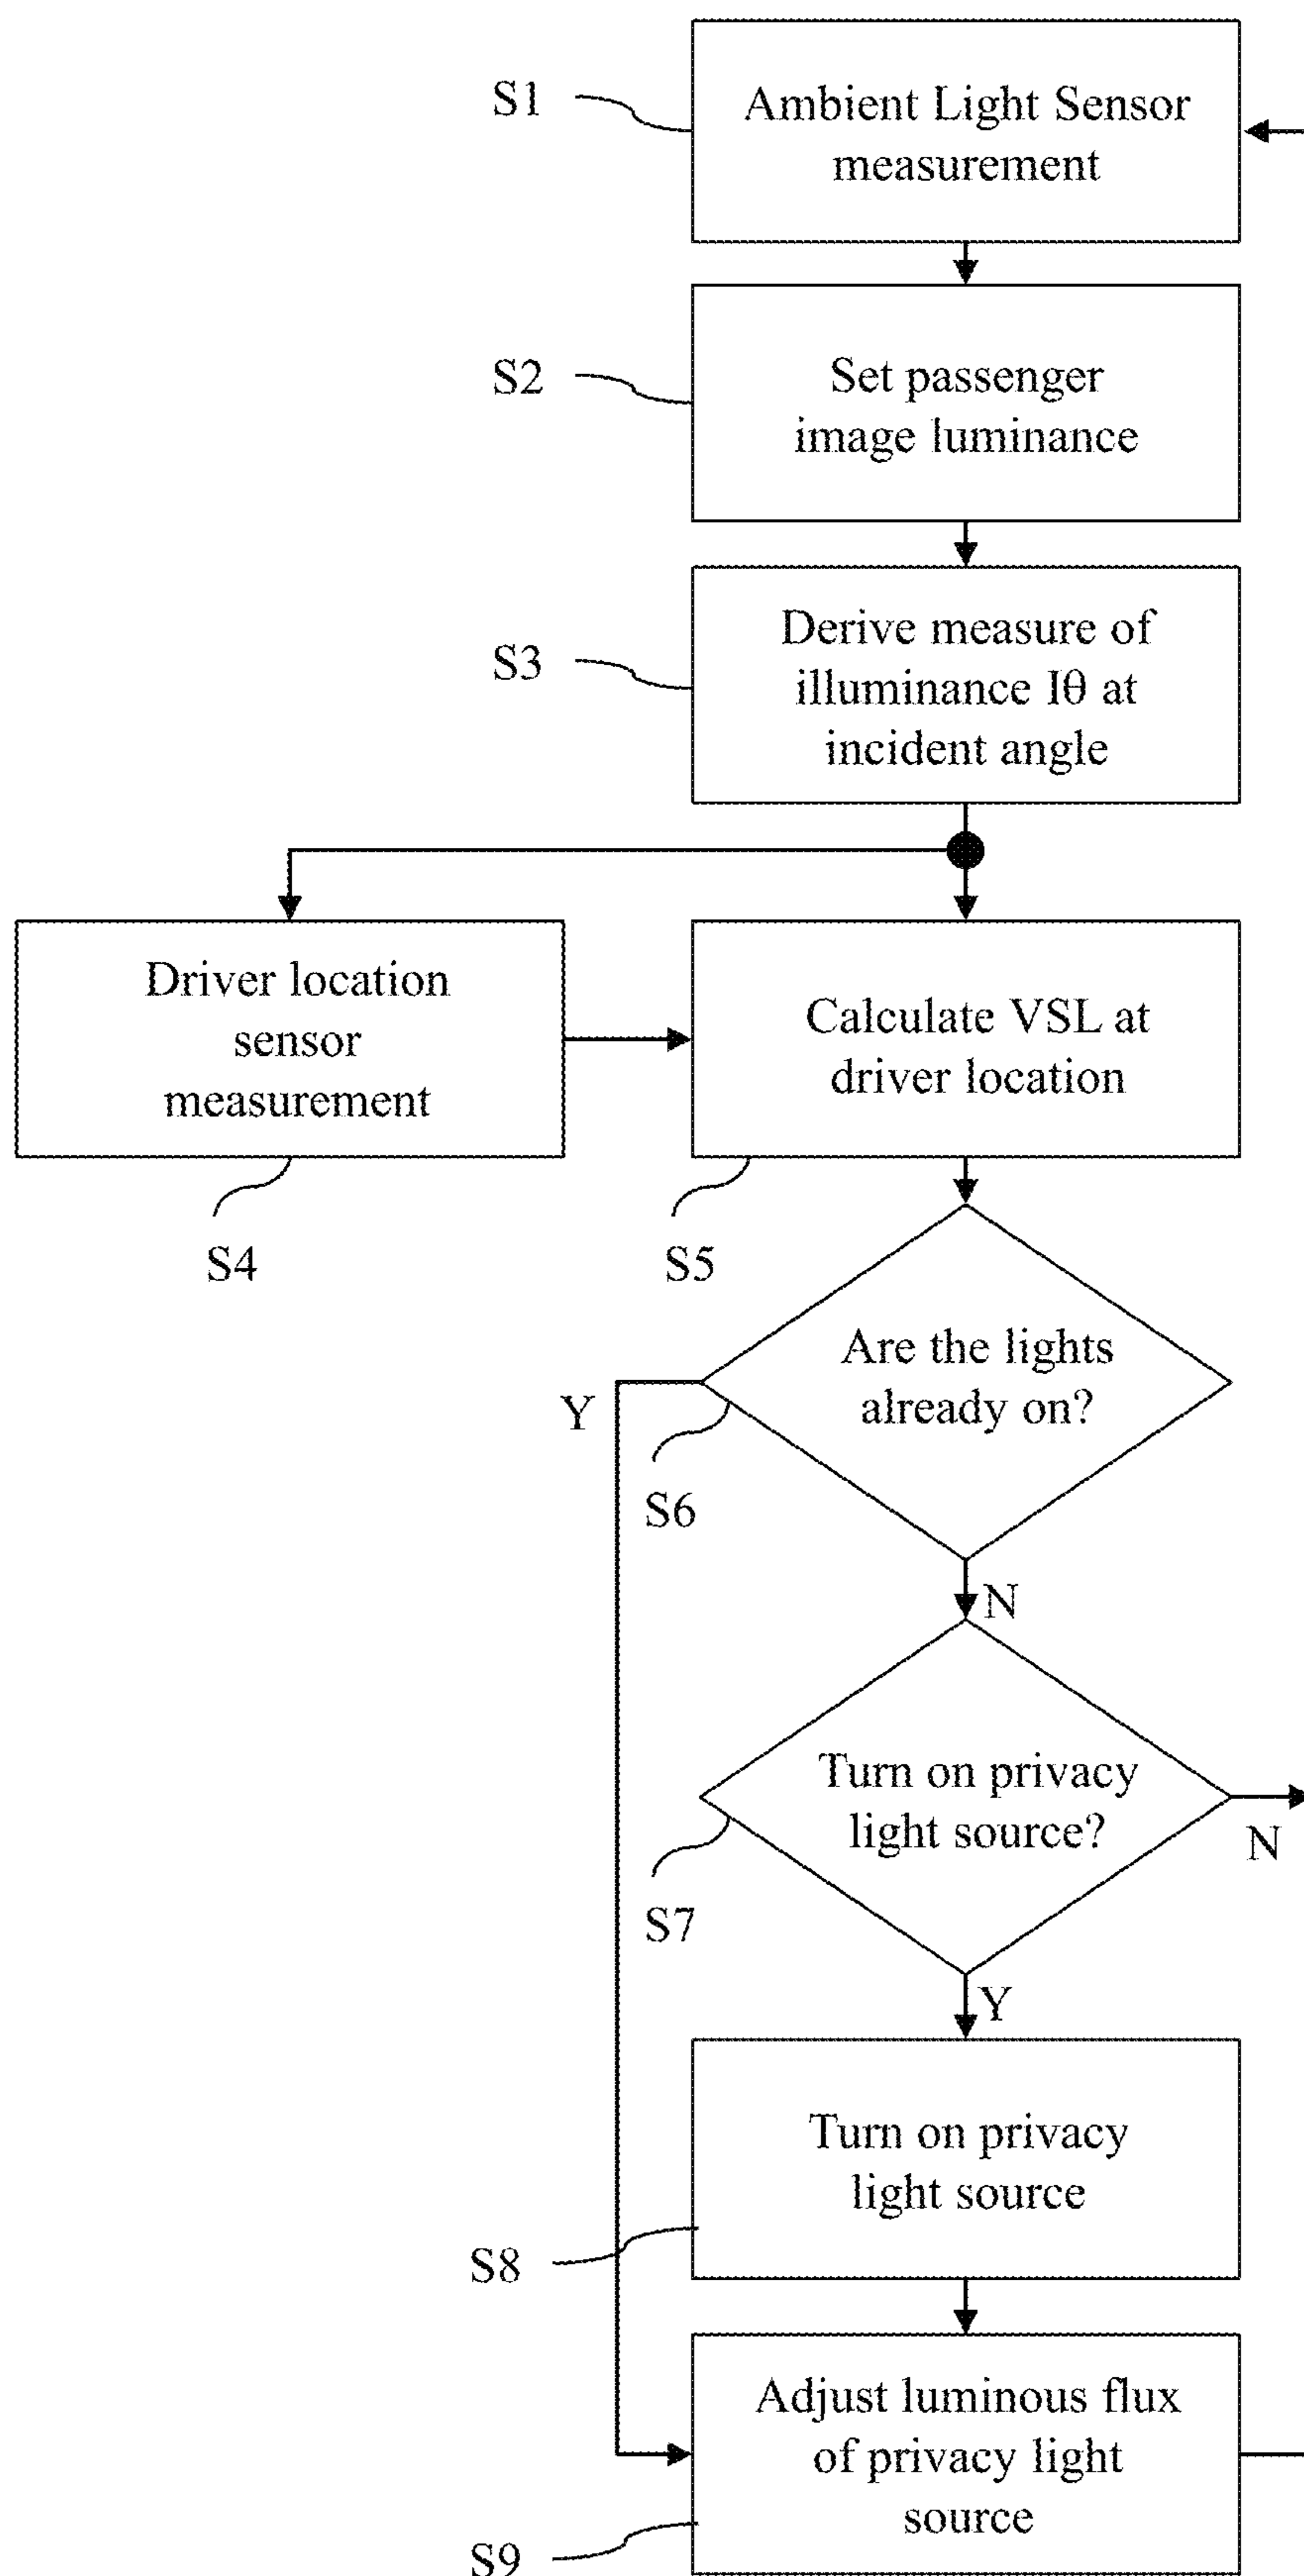 S1
Ambient Light Sensor
measurement
S2
Set passenger
image luminance
S3
Derive measure of
illuminance Iθ at
incident angle
Driver location
sensor
measurement
S4
Calculate VSL at
driver location
S5
Are the lights
already on?
Y
S6
N
Turn on privacy
light source?
N
S7
Y
Turn on privacy
light source
S8
Adjust luminous flux
of privacy light
source
S9